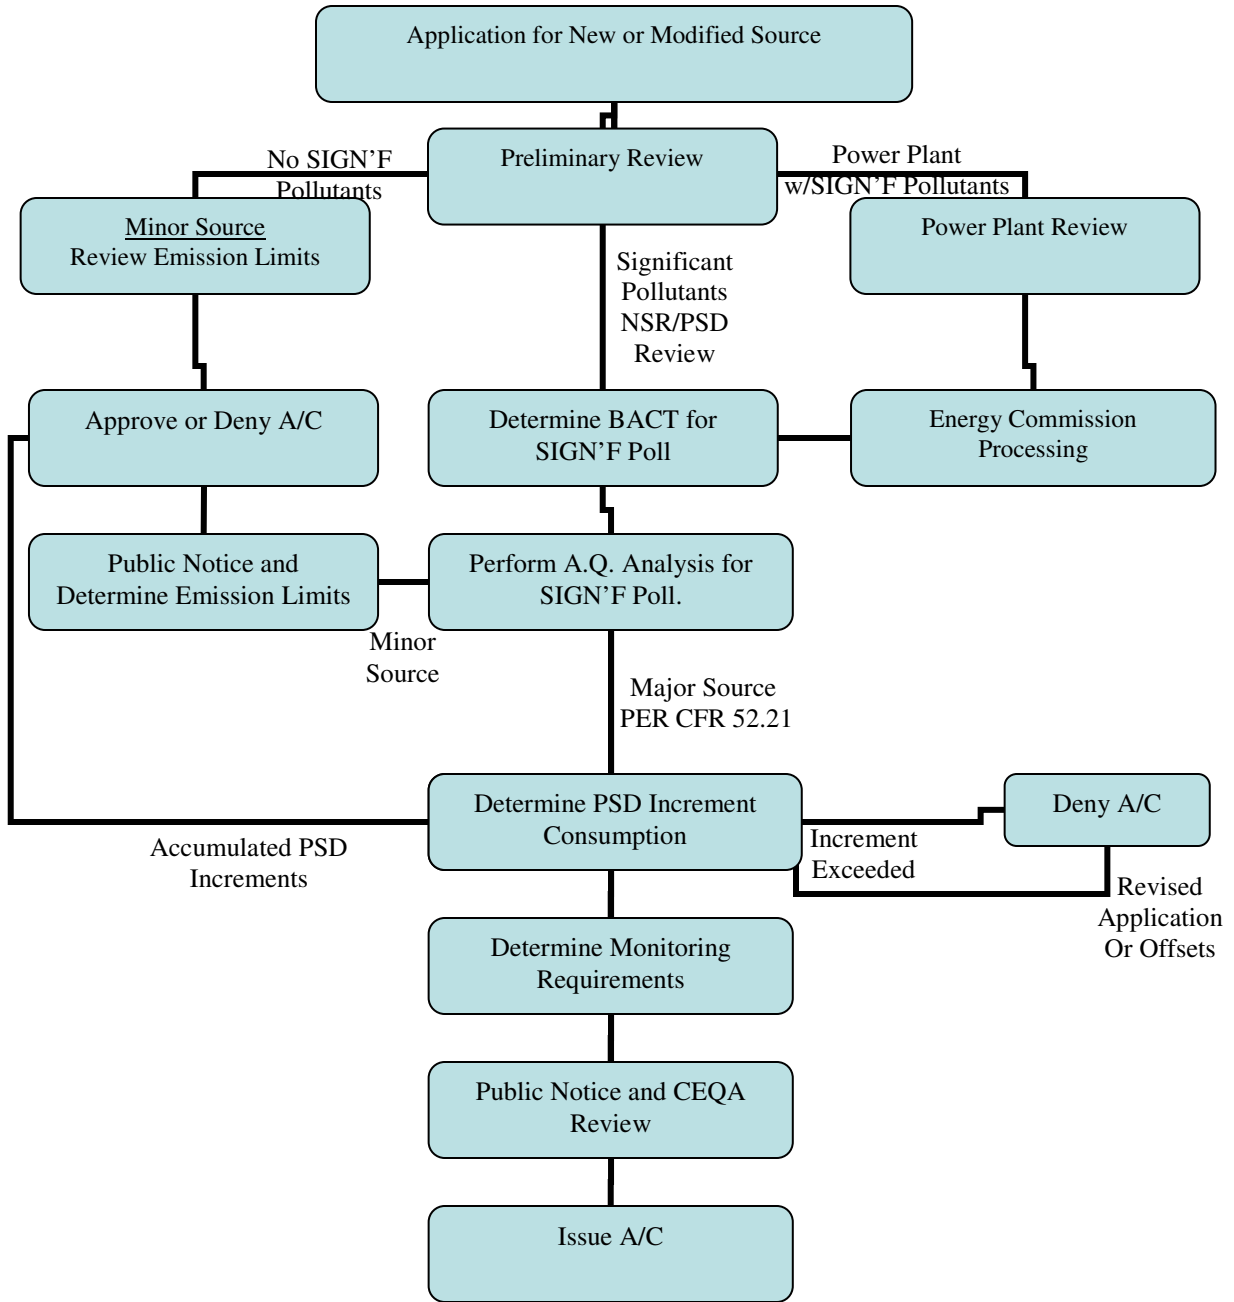 Application for New or Modified Source
Preliminary Review
No SIGN’F
Pollutants
Power Plant
w/SIGN’F Pollutants
Minor Source
Review Emission Limits
Power Plant Review
Significant
Pollutants
NSR/PSD
Review
Approve or Deny A/C
Determine BACT for
SIGN’F Poll
Energy Commission
Processing
Public Notice and
Determine Emission Limits
Perform A.Q. Analysis for
SIGN’F Poll.
Minor
Source
Major Source
PER CFR 52.21
Determine PSD Increment
Consumption
Deny A/C
Accumulated PSD
Increments
Increment
Exceeded
Revised
Application
Or Offsets
Determine Monitoring
Requirements
Public Notice and CEQA
Review
Issue A/C